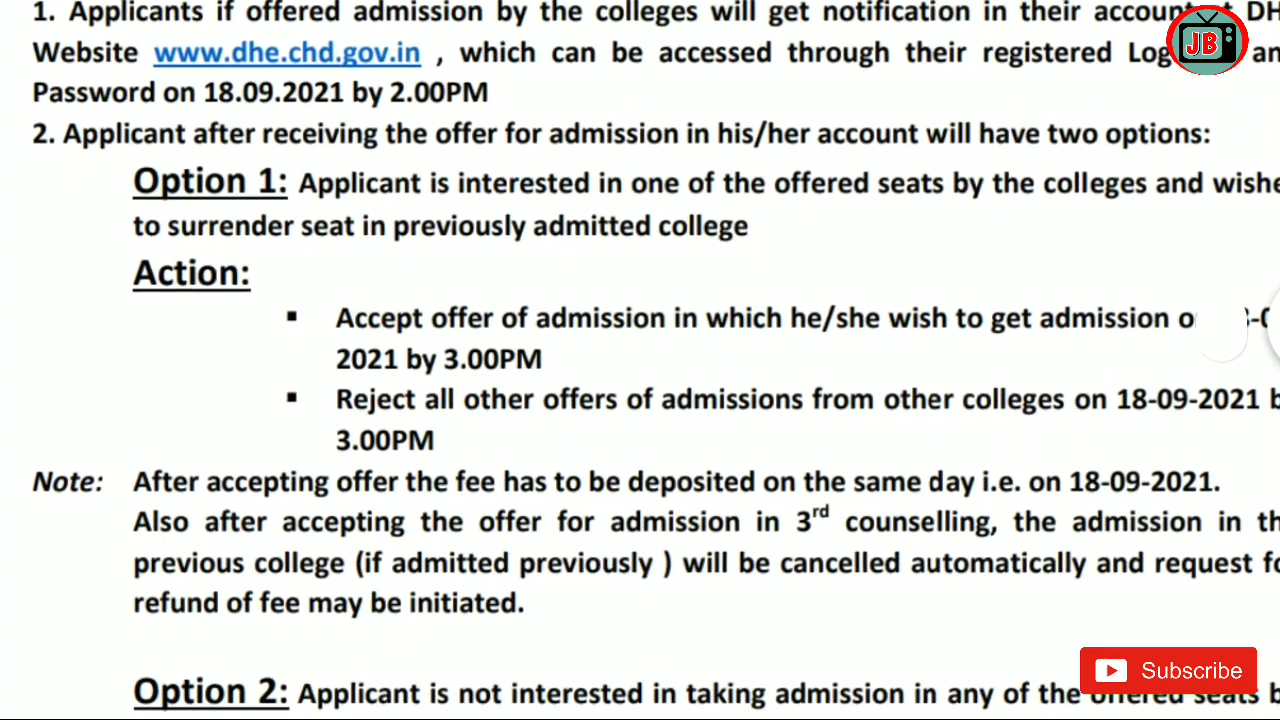 1. Applicants if offered admission by the colleges will get notification in their account DH
Website www.dhe.chd.gov.in , which can be accessed through their registered Log an
Password on 18.09.2021 by 2.00PM
2. Applicant after receiving the offer for admission in his/her account will have two options:
Option 1: Applicant is interested in one of the offered seats by the colleges and wishe
to surrender seat in previously admitted college
Action:
▪ Accept offer of admission in which he/she wish to get admission
2021 by 3.00PM
▪ Reject all other offers of admissions from other colleges on 18-09-2021 b
3.00PM
Note: After accepting offer the fee has to be deposited on the same day i.e. on 18-09-2021.
Also after accepting the offer for admission in 3rd counselling, the admission in th
previous college (if admitted previously ) will be cancelled automatically and request fo
refund of fee may be initiated.
Option 2: Applicant is not interested in taking admission in any of the offered seats b
JB
Subscribe